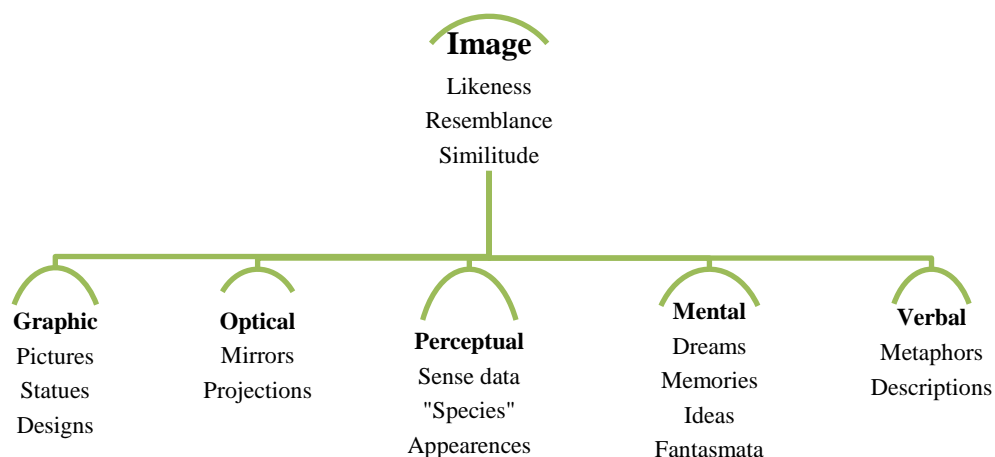 Image
Likeness
Resemblance
Similitude
Graphic
Pictures
Statues
Designs
Optical
Mirrors
Projections
Perceptual
Sense data
"Species"
Appearences
Mental
Dreams
Memories
Ideas
Fantasmata
Verbal
Metaphors
Descriptions